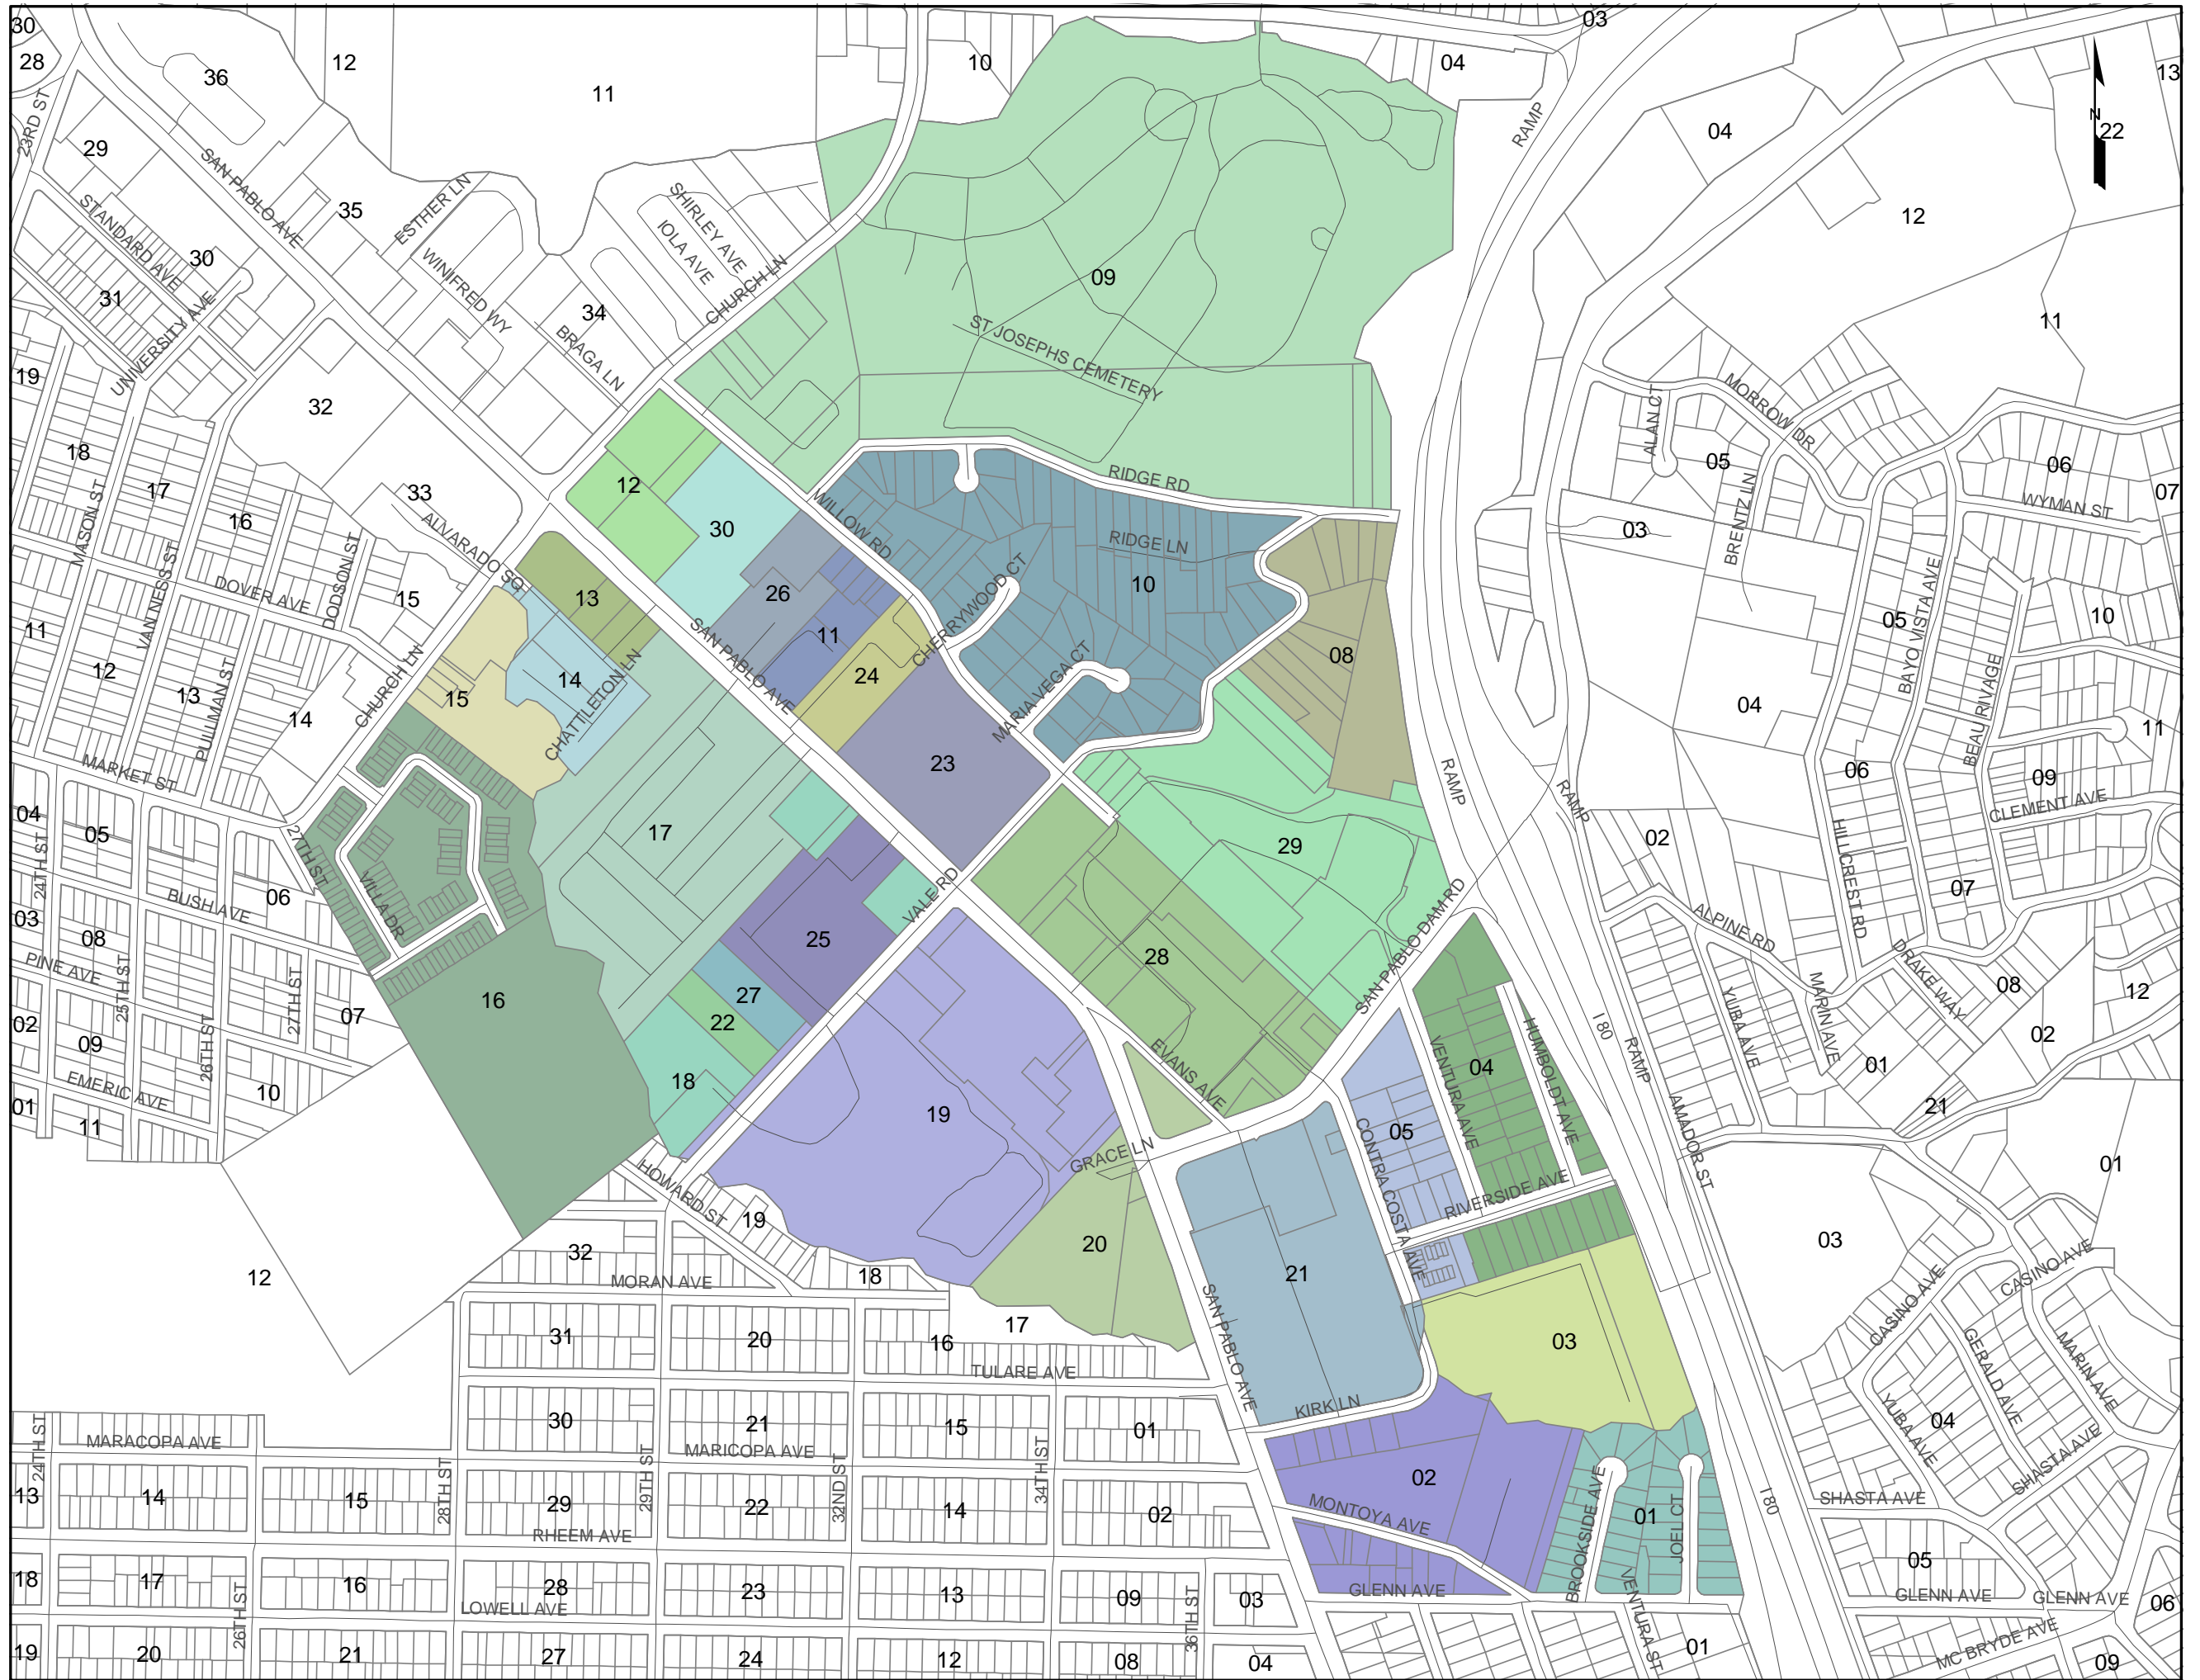 30
28
36
12
11
10
04
03
13
22
N
23RD ST
29
SAN PABLO AVE
35
ESTHER LN
SHIRLEY AVE
IOLA AVE
CHURCH LN
RAMP
04
12
STANDARD AVE
30
31
UNIVERSITY AVE
WINIFRED WY
34
BRAGA LN
09
ST JOSEPHS CEMETERY
11
19
32
18
17
33
16
ALVARADO SQ
12
30
RIDGE RD
WILLOW RD
RIDGE LN
ALAN CT
MORROW DR
05
06
07
WYMAN ST
03
BRENTZ LN
MASON ST
VAN NESS ST
DOVER AVE
DODSON ST
15
13
26
CHERRYWOOD CT
10
BAYO VISTA AVE
05
10
11
12
13
PULLMAN ST
14
CHURCH LN
15
14
CHATTLETON LN
SAN PABLO AVE
11
24
MARIA VEGA CT
08
04
BEAU RIVAGE
11
MARKET ST
23
RAMP
RAMP
06
09
CLEMENT AVE
04
05
24TH ST
27TH ST
17
29
02
HILLCREST RD
07
BUSH AVE
06
VILLA DR
VALE RD
03
08
25
28
SAN PABLO DAM RD
ALPINE RD
DRAKE WAY
PINE AVE
25TH ST
27TH ST
16
27
YUBA AVE
MARIN AVE
08
12
02
09
26TH ST
07
22
I 80
RAMP
02
EVANS AVE
VENTURA AVE
04
HUMBOLDT AVE
01
EMERIC AVE
10
18
19
AMADOR ST
21
01
11
GRACE LN
05
CONTRA COSTA AVE
HOWARD ST
01
RIVERSIDE AVE
19
20
32
MORAN AVE
18
12
21
03
CASINO AVE
CASINO AVE
SAN PABLO AVE
17
31
20
16
TULARE AVE
03
GERALD AVE
MARIN AVE
30
21
15
01
KIRK LN
YUBA AVE
04
MARACOPA AVE
24TH ST
MARICOPA AVE
29TH ST
34TH ST
28TH ST
32ND ST
SHASTA AVE
02
13
14
15
29
22
14
02
MONTOYA AVE
BROOKSIDE AVE
01
JOEL CT
I 80
SHASTA AVE
RHEEM AVE
05
18
17
16
28
23
13
09
36TH ST
03
GLENN AVE
GLENN AVE
GLENN AVE
06
LOWELL AVE
26TH ST
VENTURA ST
19
20
21
27
24
12
08
04
01
MC BRYDE AVE
09